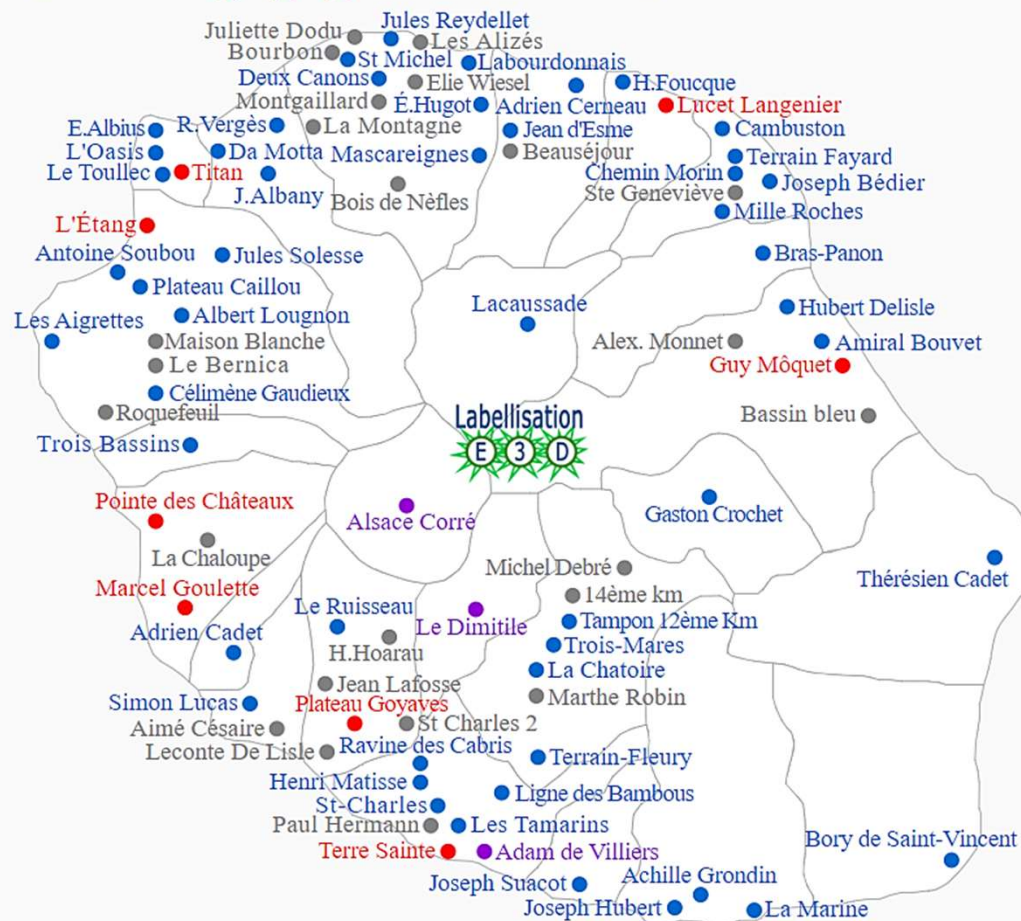 Jules Reydellet
Juliette Dodu
Les Alizés
Bourbon
St Michel
Labourdonnais
Deux Canons
Elie Wiesel
H.Foucque
Montgaillard
É.Hugot
Adrien Cerneau
Lucet Langenier
E.Albius
R.Vergès
La Montagne
Jean d'Esme
Cambuston
L'Oasis
Da Motta
Mascareignes
Beauséjour
Terrain Fayard
Le Toullec
Titan
Chemin Morin
Joseph Bédier
J.Albany
Bois de Nèfles
Ste Geneviève
Mille Roches
L'Étang
Antoine Soubou
Jules Solesse
Bras-Panon
Plateau Caillou
Lacaussade
Hubert Delisle
Les Aigrettes
Albert Lougnon
Maison Blanche
Alex. Monnet
Amiral Bouvet
Le Bernica
Guy Môquet
Célimène Gaudieux
Roquefeuil
Labellisation
Bassin bleu
Trois Bassins
E 3 D
Pointe des Châteaux
Alsace Corré
Gaston Crochet
La Chaloupe
Michel Debré
Thérésien Cadet
Marcel Goulette
14ème km
Le Ruisseau
Le Dimitile
Tampon 12ème Km
Adrien Cadet
H.Hoarau
Trois-Mares
La Chatoire
Jean Lafosse
Marthe Robin
Simon Lucas
Plateau Goyaves
Aimé Césaire
St Charles 2
Leconte De Lisle
Ravine des Cabris
Terrain-Fleury
Henri Matisse
Ligne des Bambous
St-Charles
Paul Hermann
Les Tamarins
Bory de Saint-Vincent
Terre Sainte
Adam de Villiers
Joseph Suacot
Achille Grondin
Joseph Hubert
La Marine